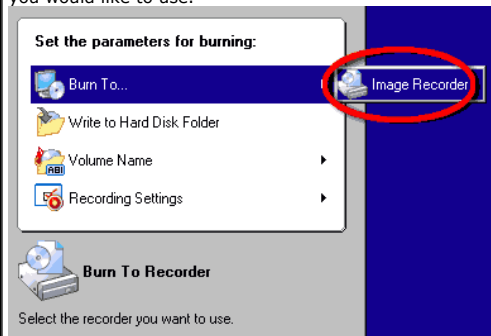 you would like to use.
Set the parameters for burning:
Burn To...
Image Recorder
Write to Hard Disk Folder
Volume Name
ABI
Recording Settings
Burn To Recorder
Select the recorder you want to use.